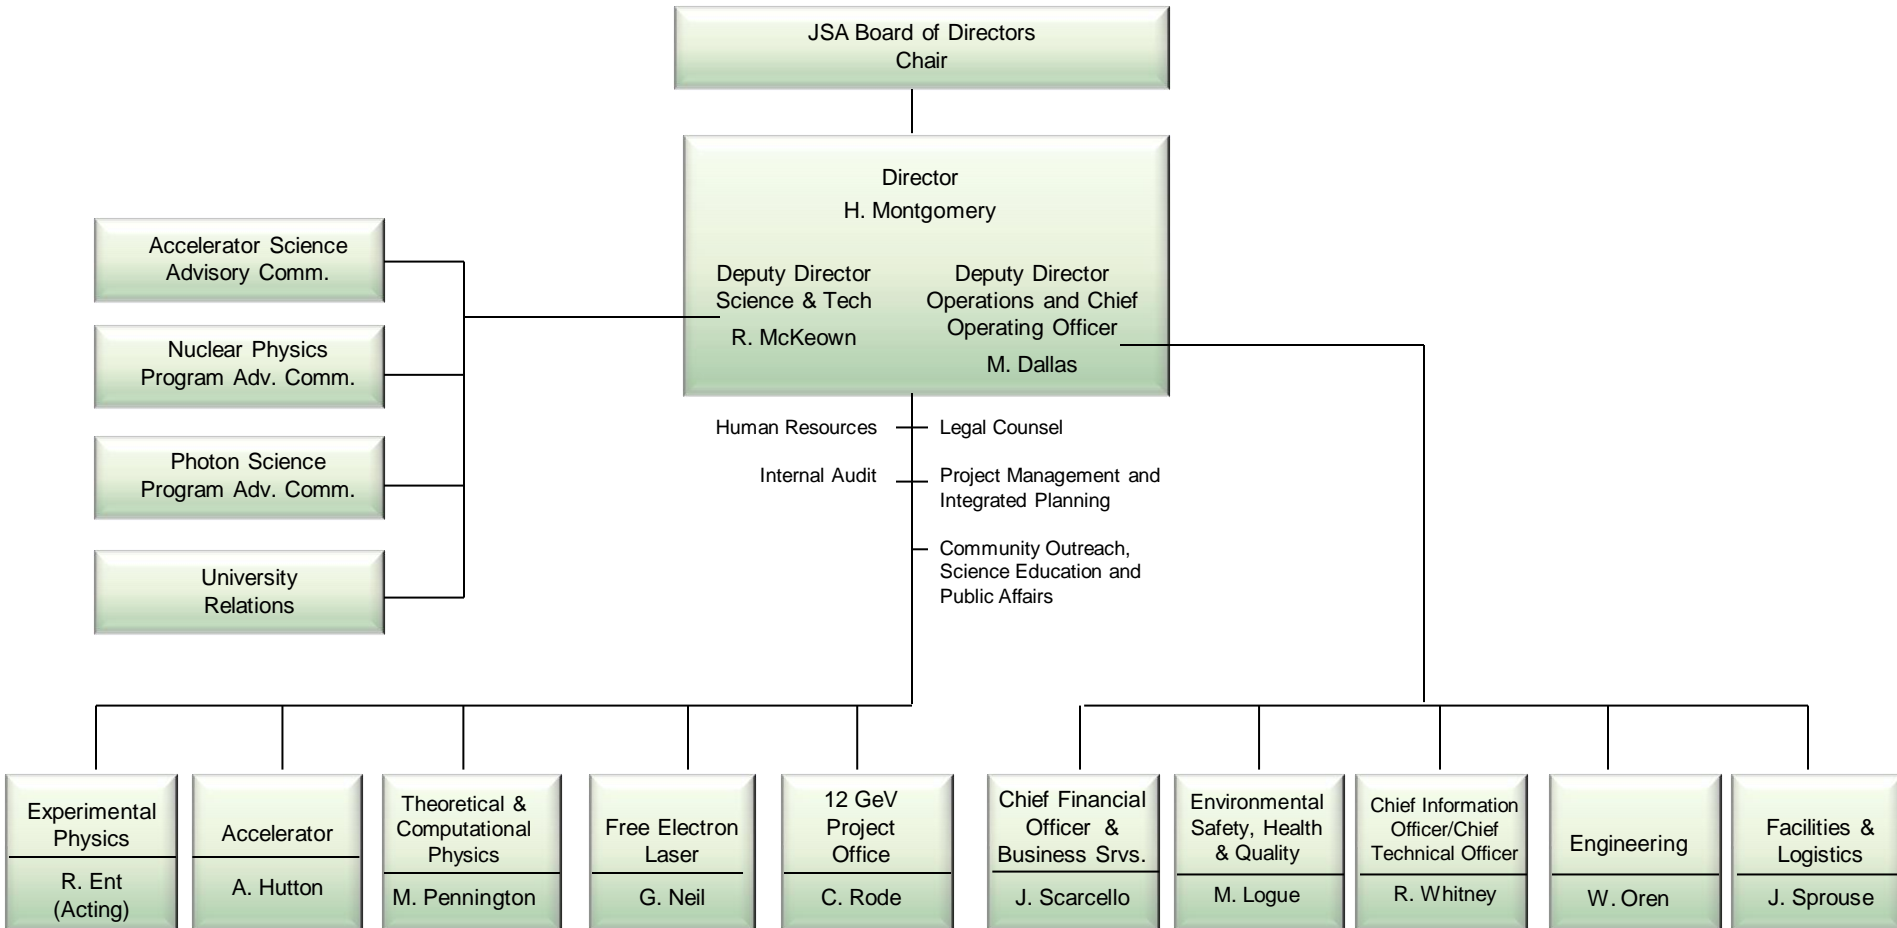 JSA Board of Directors
Chair
Director
H. Montgomery
Deputy Director
Science & Tech
R. McKeown
Deputy Director
Operations and Chief
Operating Officer
M. Dallas
Accelerator Science
Advisory Comm.
Nuclear Physics
Program Adv. Comm.
Photon Science
Program Adv. Comm.
University
Relations
Human Resources
Legal Counsel
Internal Audit
Project Management and
Integrated Planning
Community Outreach,
Science Education and
Public Affairs
Experimental
Physics
R. Ent
(Acting)
Accelerator
A. Hutton
Theoretical &
Computational
Physics
M. Pennington
Free Electron
Laser
G. Neil
12 GeV
Project
Office
C. Rode
Chief Financial
Officer &
Business Srvs.
J. Scarcello
Environmental
Safety, Health
& Quality
M. Logue
Chief Information
Officer/Chief
Technical Officer
R. Whitney
Engineering
W. Oren
Facilities &
Logistics
J. Sprouse